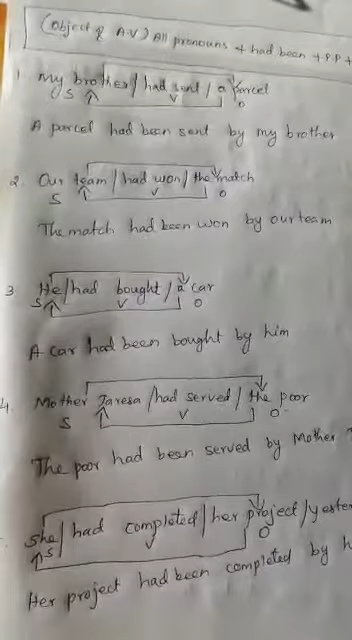 (Object of A.V) All pronouns + had been + P.P +
1. My brother / had sent / a parcel
S V O
A parcel had been sent by my brother
2. Our team / had won / the match
S V O
The match had been won by our team
3 He / had bought / a car
S V O
A car had been bought by him
4. Mother Taresa / had served / the poor
S V O
The poor had been served by Mother
she / had completed / her project /
S V O
Her project had been completed by